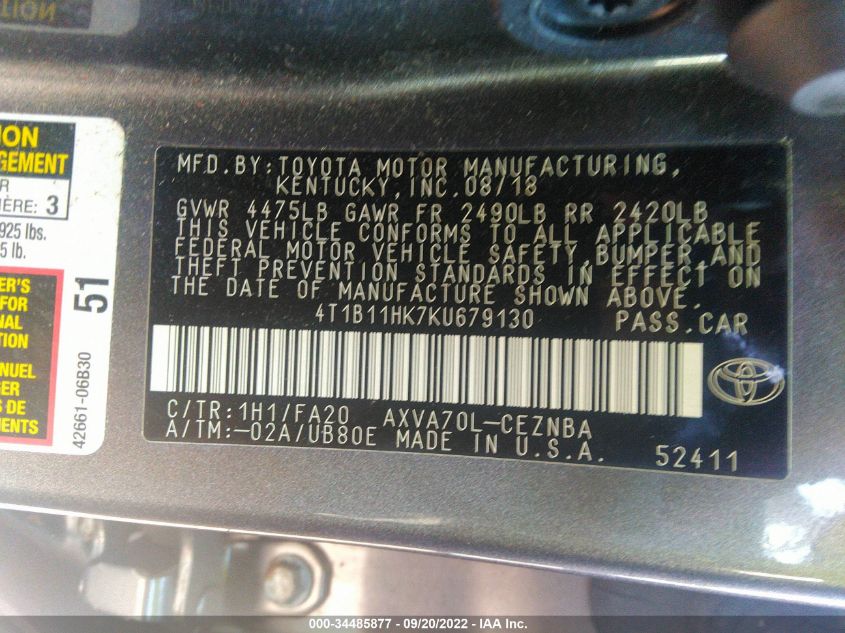 TION
ION
GEMENT
R
IÈRE: 3
925 lbs.
5 lb.
ER'S
FOR
NAL
TION
NUEL
GER
S DE
S.
51
42661-06B30
MFD.BY:TOYOTA MOTOR MANUFACTURING,
KENTUCKY,INC.08/18
GVWR 4475LB GAWR FR 2490LB RR 2420LB
THIS VEHICLE CONFORMS TO ALL APPLICABLE
FEDERAL MOTOR VEHICLE SAFETY,BUMPER,AND
THEFT PREVENTION STANDARDS IN EFFECT ON
THE DATE OF MANUFACTURE SHOWN ABOVE.
4T1B11HK7KU679130 PASS.CAR
C/TR:1H1/FA20 AXVA70L-CEZNBA
A/TM:-02A/UB80E MADE IN U.S.A. 52411
000-34485877 - 09/20/2022 - IAA Inc.